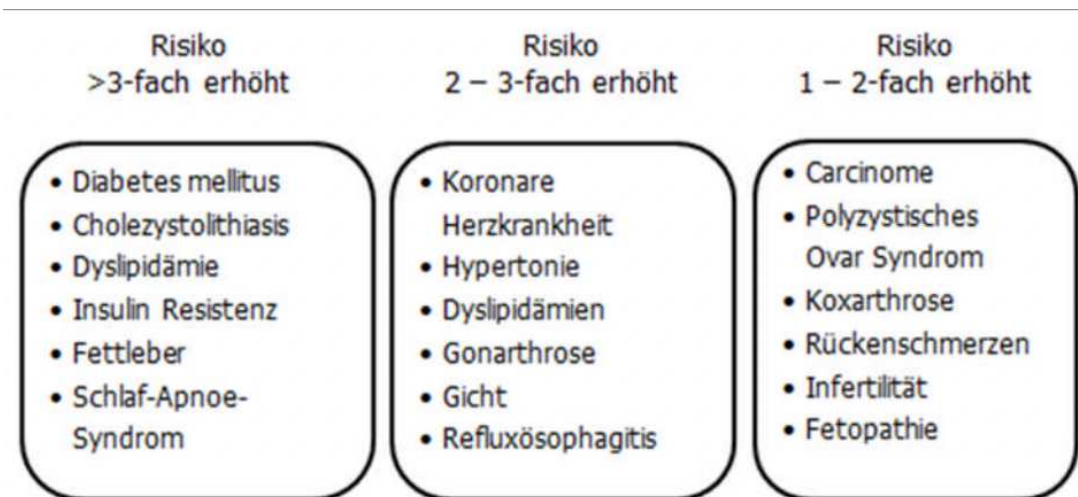 Risiko
>3-fach erhöht
• Diabetes mellitus
• Cholezystolithiasis
• Dyslipidämie
• Insulin Resistenz
• Fettleber
• Schlaf-Apnoe-
Syndrom
Risiko
2 – 3-fach erhöht
• Koronare
Herzkrankheit
• Hypertonie
• Dyslipidämien
• Gonarthrose
• Gicht
• Refluxösophagitis
Risiko
1 – 2-fach erhöht
• Carcinome
• Polyzystisches
Ovar Syndrom
• Koxarthrose
• Rückenschmerzen
• Infertilität
• Fetopathie